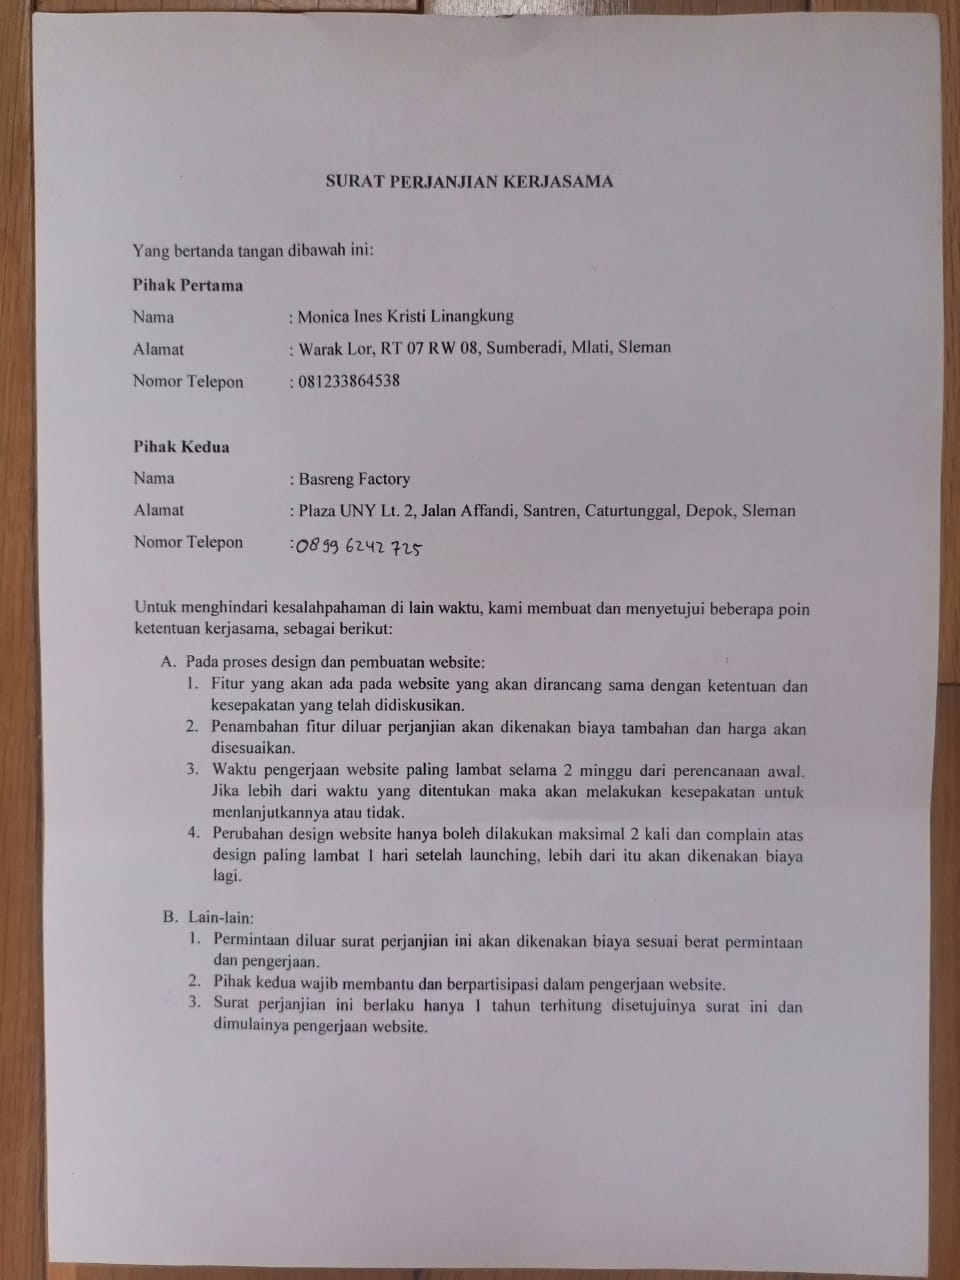 SURAT PERJANJIAN KERJASAMA
Yang bertanda tangan dibawah ini:
Pihak Pertama
Nama : Monica Ines Kristi Linangkung
Alamat : Warak Lor, RT 07 RW 08, Sumberadi, Mlati, Sleman
Nomor Telepon : 081233864538
Pihak Kedua
Nama : Basreng Factory
Alamat : Plaza UNY Lt. 2, Jalan Affandi, Santren, Caturtunggal, Depok, Sleman
Nomor Telepon :0899 6242 725
Untuk menghindari kesalahpahaman di lain waktu, kami membuat dan menyetujui beberapa poin
ketentuan kerjasama, sebagai berikut:
A. Pada proses design dan pembuatan website:
1. Fitur yang akan ada pada website yang akan dirancang sama dengan ketentuan dan
kesepakatan yang telah didiskusikan.
2. Penambahan fitur diluar perjanjian akan dikenakan biaya tambahan dan harga akan
disesuaikan.
3. Waktu pengerjaan website paling lambat selama 2 minggu dari perencanaan awal.
Jika lebih dari waktu yang ditentukan maka akan melakukan kesepakatan untuk
menlanjutkannya atau tidak.
4. Perubahan design website hanya boleh dilakukan maksimal 2 kali dan complain atas
design paling lambat 1 hari setelah launching, lebih dari itu akan dikenakan biaya
lagi.
B. Lain-lain:
1. Permintaan diluar surat perjanjian ini akan dikenakan biaya sesuai berat permintaan
dan pengerjaan.
2. Pihak kedua wajib membantu dan berpartisipasi dalam pengerjaan website.
3. Surat perjanjian ini berlaku hanya 1 tahun terhitung disetujuinya surat ini dan
dimulainya pengerjaan website.